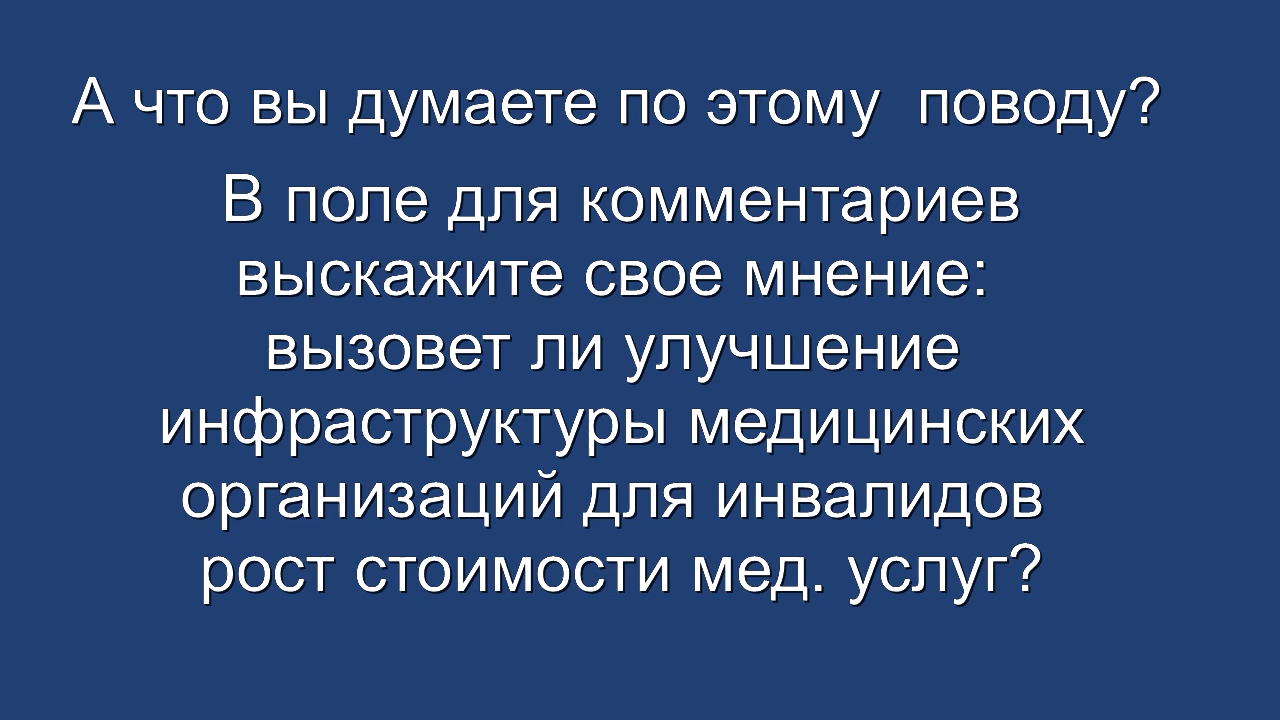 А что вы думаете по этому  поводу?
В поле для комментариев
выскажите свое мнение:
вызовет ли улучшение
инфраструктуры медицинских
организаций для инвалидов
рост стоимости мед. услуг?